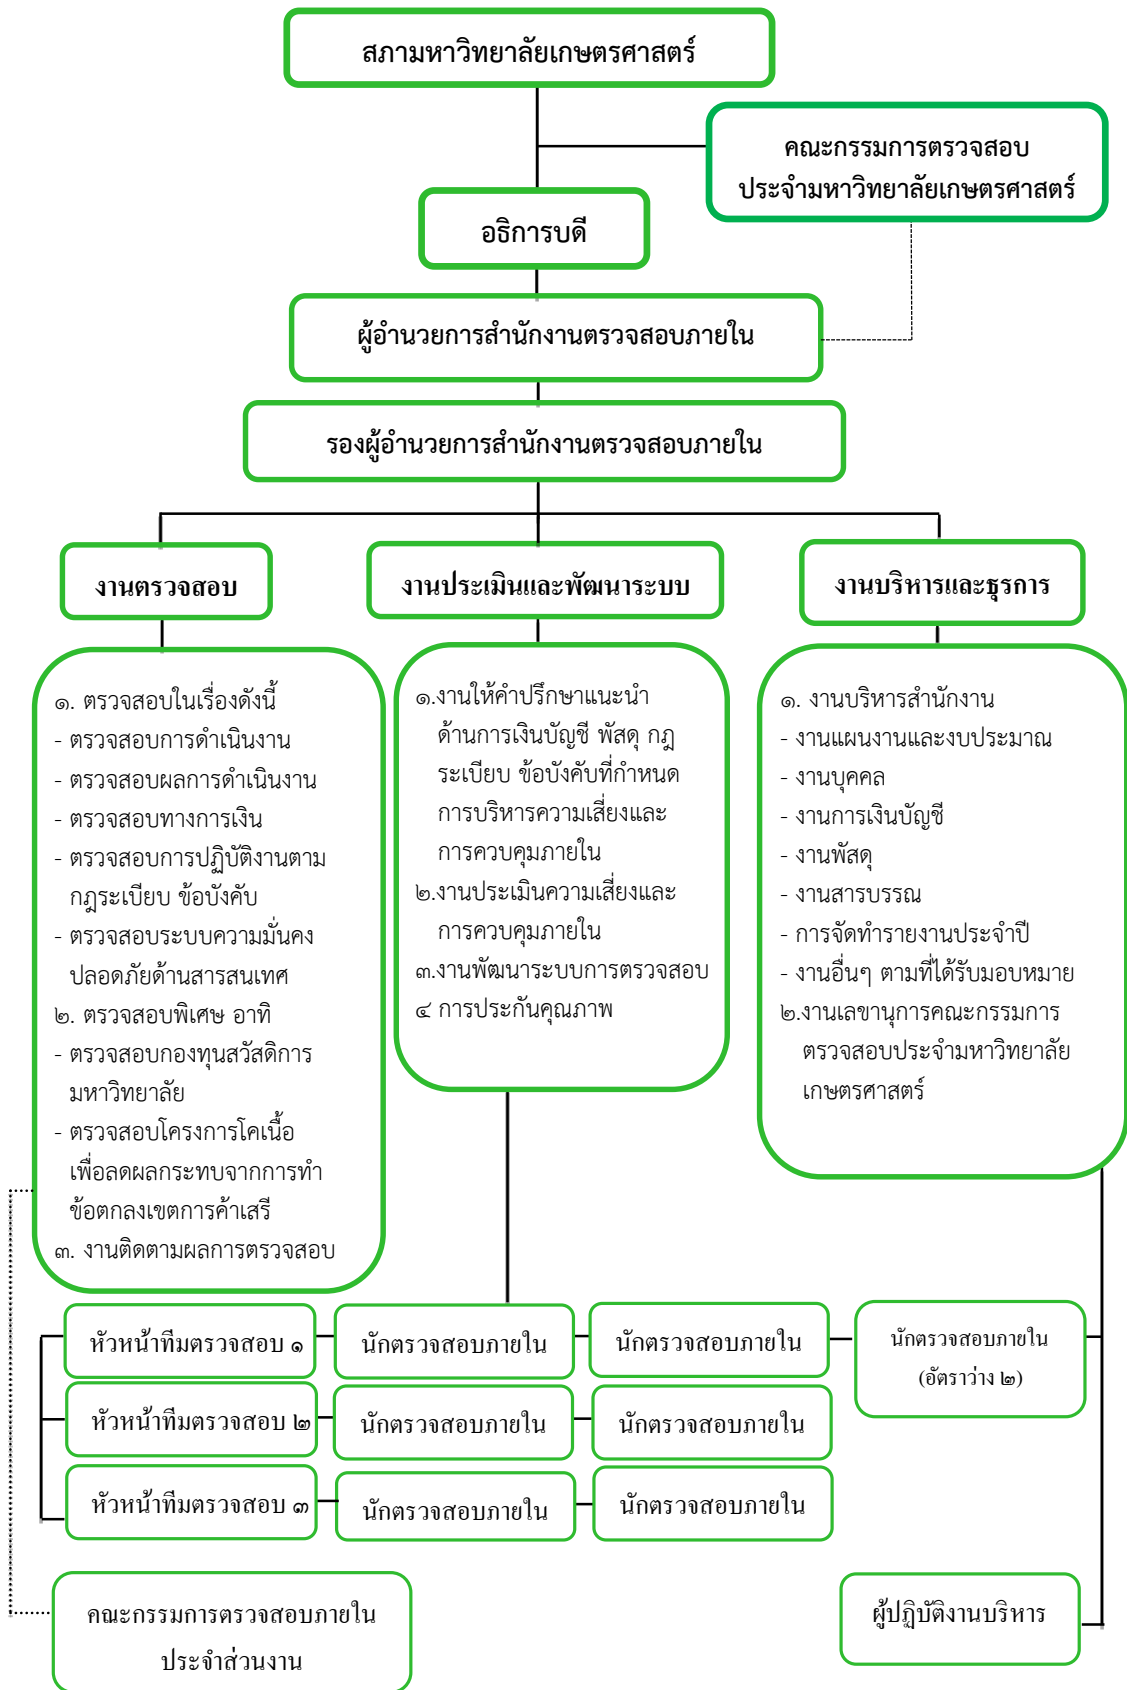 สภามหาวิทยาลัยเกษตรศาสตร์
คณะกรรมการตรวจสอบ
ประจำมหาวิทยาลัยเกษตรศาสตร์
อธิการบดี
ผู้อำนวยการสำนักงานตรวจสอบภายใน
รองผู้อำนวยการสำนักงานตรวจสอบภายใน
งานตรวจสอบ
งานประเมินและพัฒนาระบบ
งานบริหารและธุรการ
๑. ตรวจสอบในเรื่องดังนี้
- ตรวจสอบการดำเนินงาน
- ตรวจสอบผลการดำเนินงาน
- ตรวจสอบทางการเงิน
- ตรวจสอบการปฏิบัติงานตาม
กฎระเบียบ ข้อบังคับ
- ตรวจสอบระบบความมั่นคง
ปลอดภัยด้านสารสนเทศ
๒. ตรวจสอบพิเศษ อาทิ
- ตรวจสอบกองทุนสวัสดิการ
มหาวิทยาลัย
- ตรวจสอบโครงการโคเนื้อ
เพื่อลดผลกระทบจากการทำ
ข้อตกลงเขตการค้าเสรี
๓. งานติดตามผลการตรวจสอบ
๑.งานให้คำปรึกษาแนะนำ
ด้านการเงินบัญชี พัสดุ กฎ
ระเบียบ ข้อบังคับที่กำหนด
การบริหารความเสี่ยงและ
การควบคุมภายใน
๒.งานประเมินความเสี่ยงและ
การควบคุมภายใน
๓.งานพัฒนาระบบการตรวจสอบ
๔ การประกันคุณภาพ
๑. งานบริหารสำนักงาน
- งานแผนงานและงบประมาณ
- งานบุคคล
- งานการเงินบัญชี
- งานพัสดุ
- งานสารบรรณ
- การจัดทำรายงานประจำปี
- งานอื่นๆ ตามที่ได้รับมอบหมาย
๒.งานเลขานุการคณะกรรมการ
ตรวจสอบประจำมหาวิทยาลัย
เกษตรศาสตร์
หัวหน้าทีมตรวจสอบ ๑
นักตรวจสอบภายใน
นักตรวจสอบภายใน
นักตรวจสอบภายใน
(อัตราว่าง ๒)
หัวหน้าทีมตรวจสอบ ๒
นักตรวจสอบภายใน
นักตรวจสอบภายใน
หัวหน้าทีมตรวจสอบ ๓
นักตรวจสอบภายใน
นักตรวจสอบภายใน
คณะกรรมการตรวจสอบภายใน
ประจำส่วนงาน
ผู้ปฏิบัติงานบริหาร